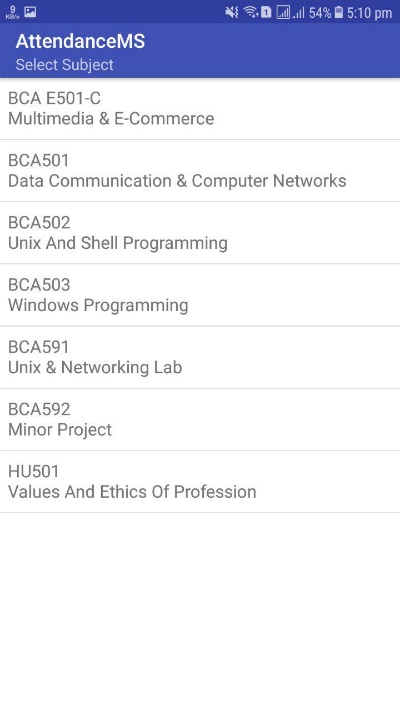 9
KB/s
1
54%
5:10 pm
AttendanceMS
Select Subject
BCA E501-C
Multimedia & E-Commerce
BCA501
Data Communication & Computer Networks
BCA502
Unix And Shell Programming
BCA503
Windows Programming
BCA591
Unix & Networking Lab
BCA592
Minor Project
HU501
Values And Ethics Of Profession